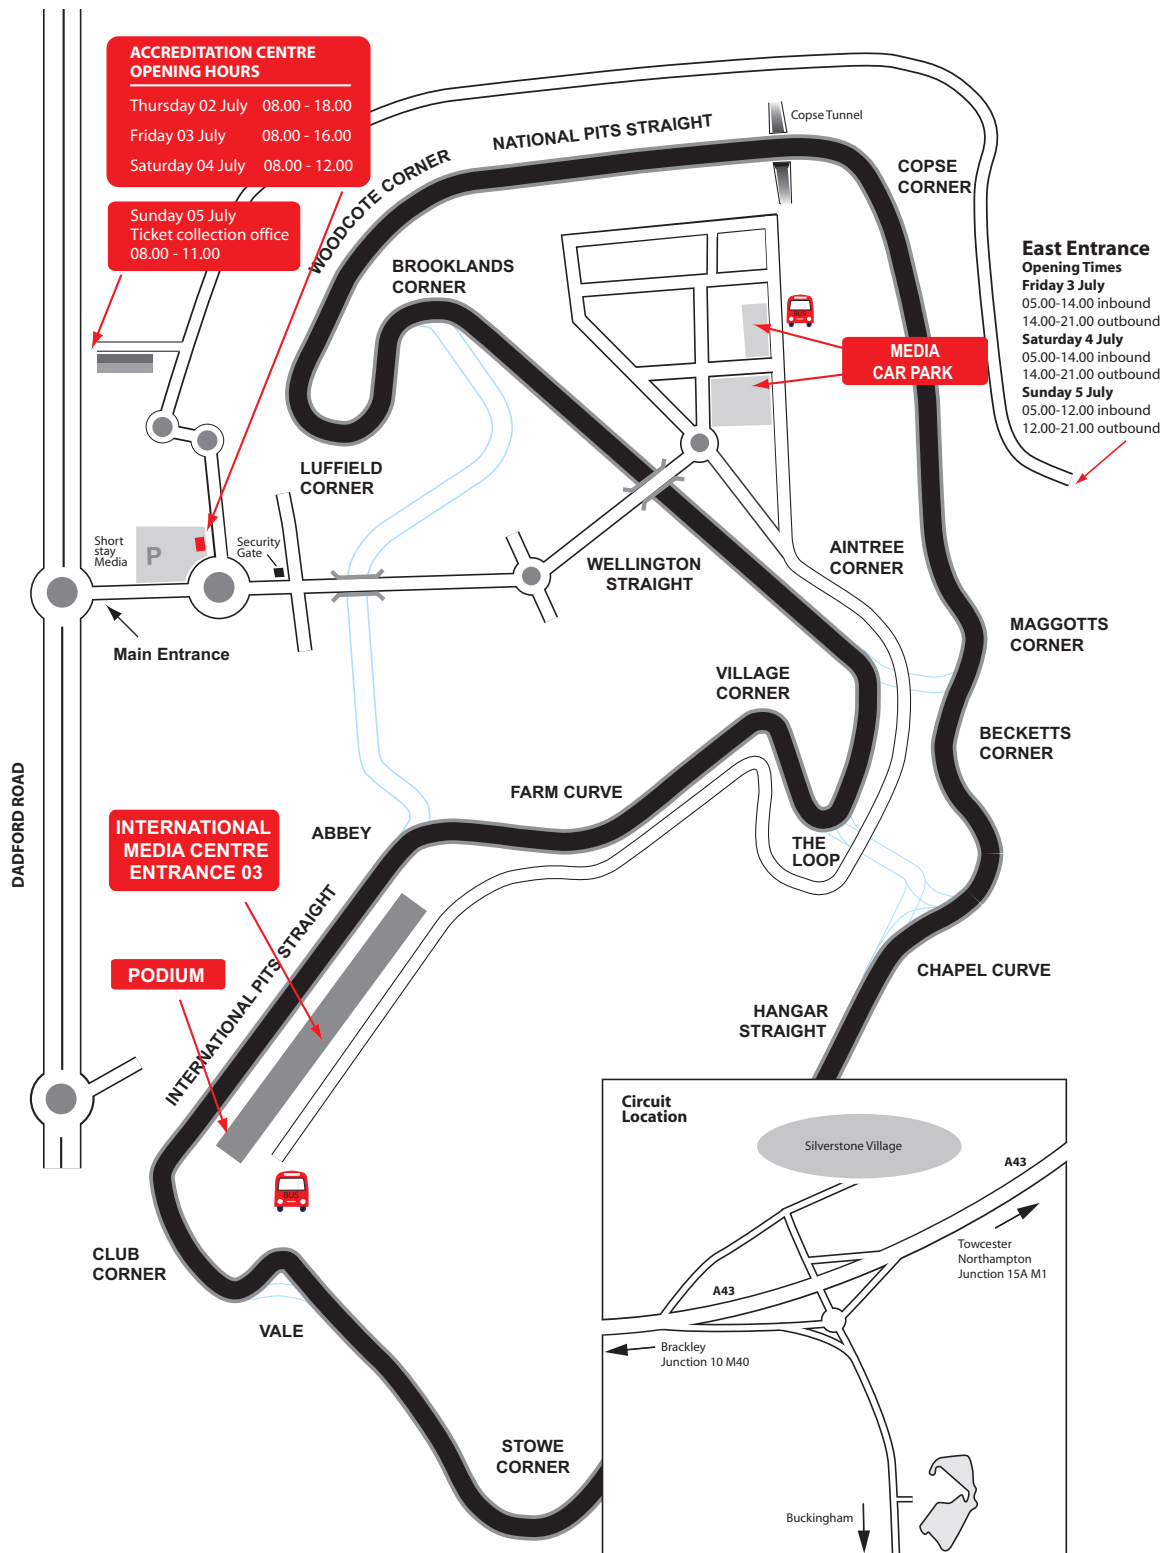 ACCREDITATION CENTRE
OPENING HOURS
Thursday 02 July 08.00 - 18.00
Friday 03 July 08.00 - 16.00
Saturday 04 July 08.00 - 12.00
Sunday 05 July
Ticket collection office
08.00 - 11.00
WOODCOTE CORNER
NATIONAL PITS STRAIGHT
Copse Tunnel
COPSE
CORNER
BROOKLANDS
CORNER
East Entrance
Opening Times
Friday 3 July
05.00-14.00 inbound
14.00-21.00 outbound
Saturday 4 July
05.00-14.00 inbound
14.00-21.00 outbound
Sunday 5 July
05.00-12.00 inbound
12.00-21.00 outbound
BUS
MEDIA
CAR PARK
LUFFIELD
CORNER
Short
stay
Media
P
Security
Gate
Main Entrance
WELLINGTON
STRAIGHT
AINTREE
CORNER
MAGGOTTS
CORNER
VILLAGE
CORNER
BECKETTS
CORNER
DADFORD ROAD
FARM CURVE
ABBEY
THE
LOOP
INTERNATIONAL
MEDIA CENTRE
ENTRANCE 03
INTERNATIONAL PITS STRAIGHT
PODIUM
CHAPEL CURVE
HANGAR
STRAIGHT
BUS
CLUB
CORNER
VALE
STOWE
CORNER
Circuit
Location
Silverstone Village
A43
Towcester
Northampton
Junction 15A M1
A43
Brackley
Junction 10 M40
Buckingham